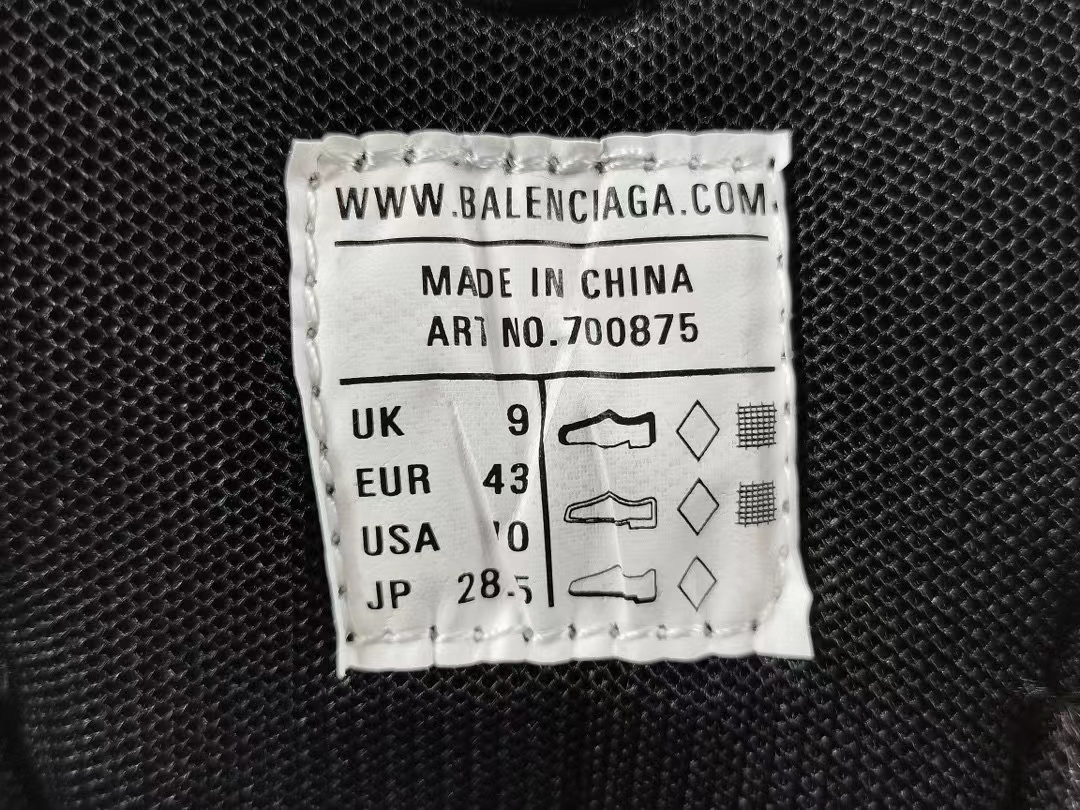 WWW.BALENCIAGA.COM.
MADE IN CHINA
ART NO.700875
UK 9
EUR 43
USA 10
JP 28.5